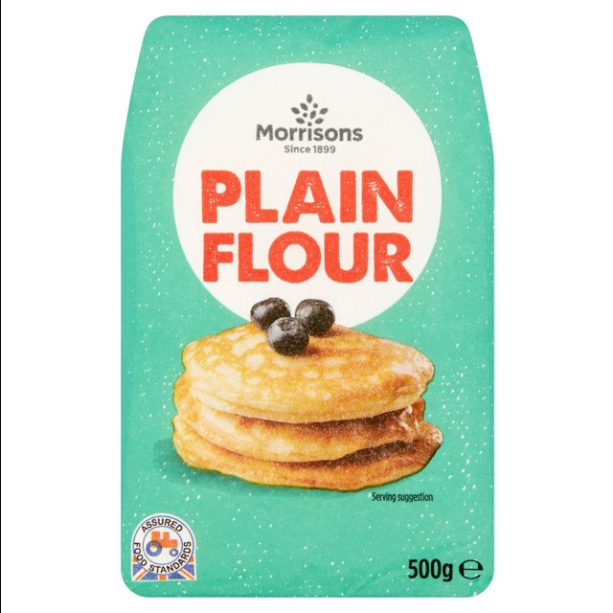 Morrisons
Since 1899
PLAIN
FLOUR
Serving suggestion
ASSURED
FOOD STANDARDS
500g ℮